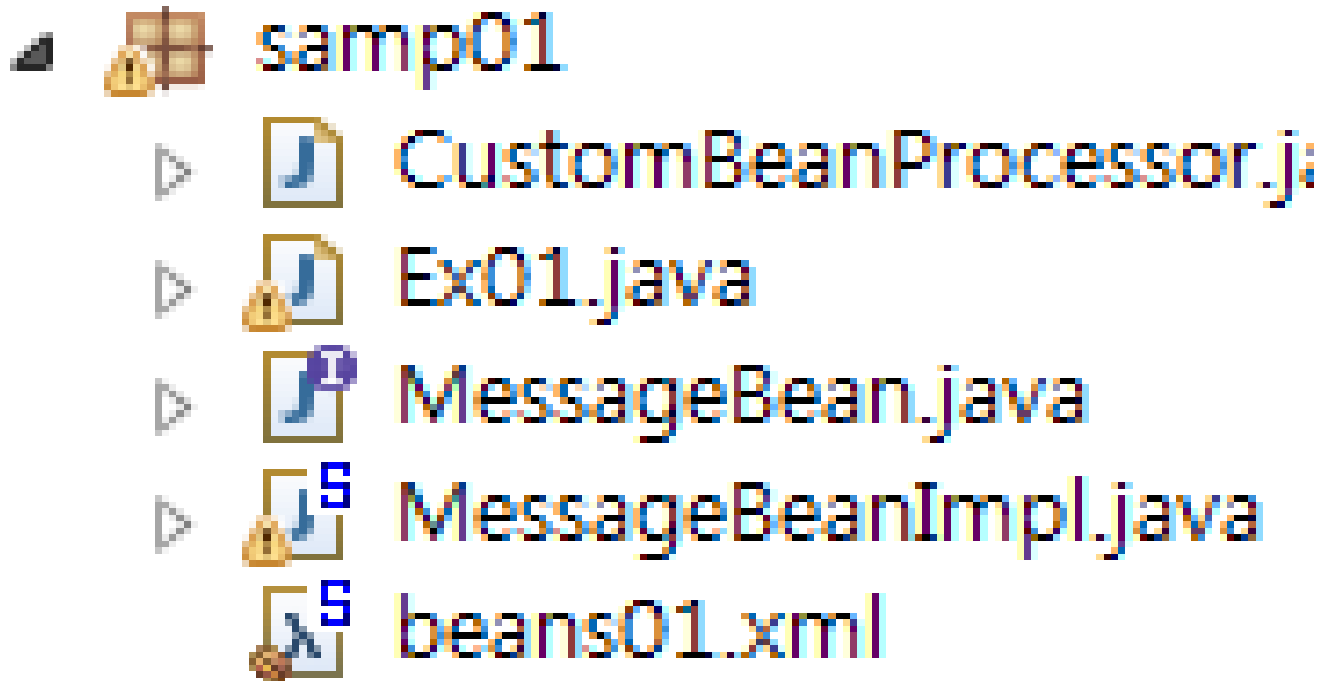 samp01
CustomBeanProcessor.ja
Ex01.java
MessageBean.java
MessageBeanImpl.java
beans01.xml